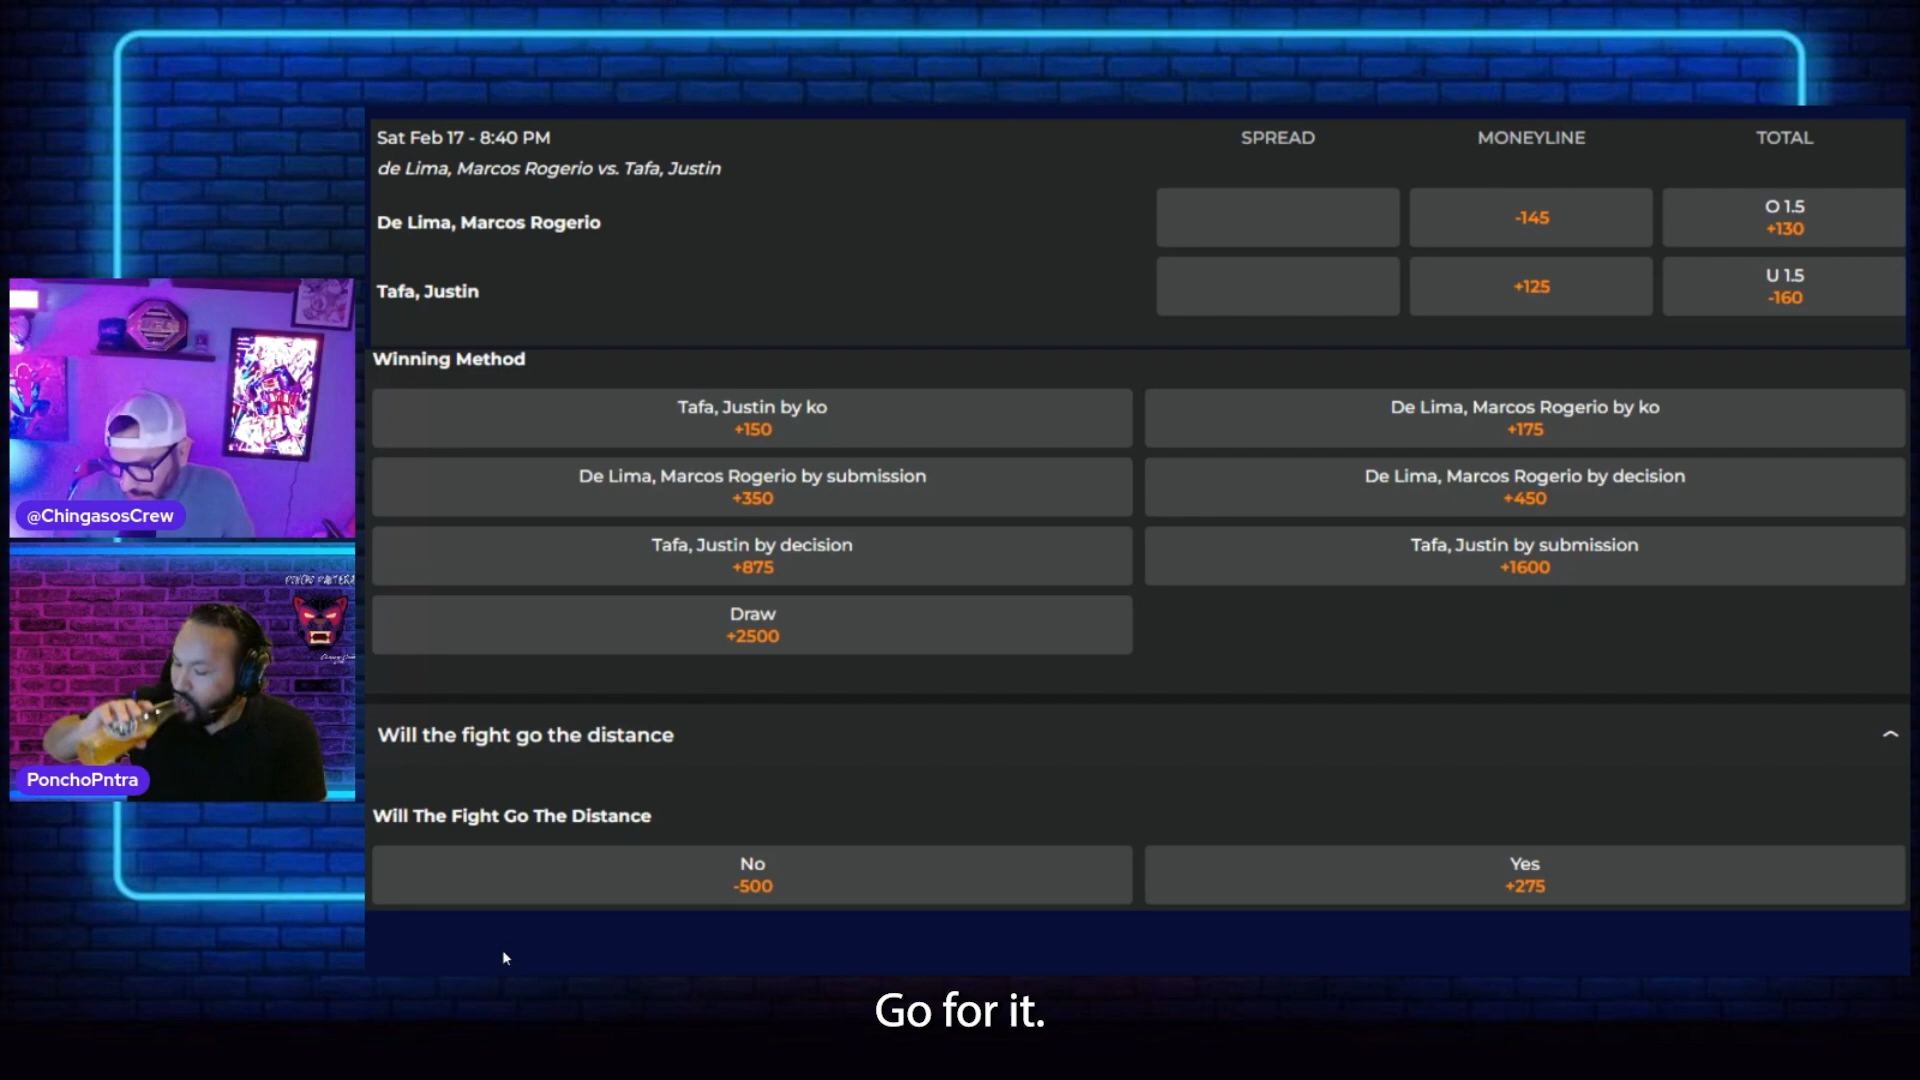 Sat Feb 17 - 8:40 PM
SPREAD
MONEYLINE
TOTAL
de Lima, Marcos Rogerio vs. Tafa, Justin
De Lima, Marcos Rogerio
-145
O 1.5
+130
Tafa, Justin
+125
U 1.5
-160
Winning Method
Tafa, Justin by ko
+150
De Lima, Marcos Rogerio by ko
+175
De Lima, Marcos Rogerio by submission
+350
De Lima, Marcos Rogerio by decision
+450
Tafa, Justin by decision
+875
Tafa, Justin by submission
+1600
Draw
+2500
Will the fight go the distance
Will The Fight Go The Distance
No
-500
Yes
+275
@ChingasosCrew
PONCHO PANTERA
PonchoPntra
Go for it.